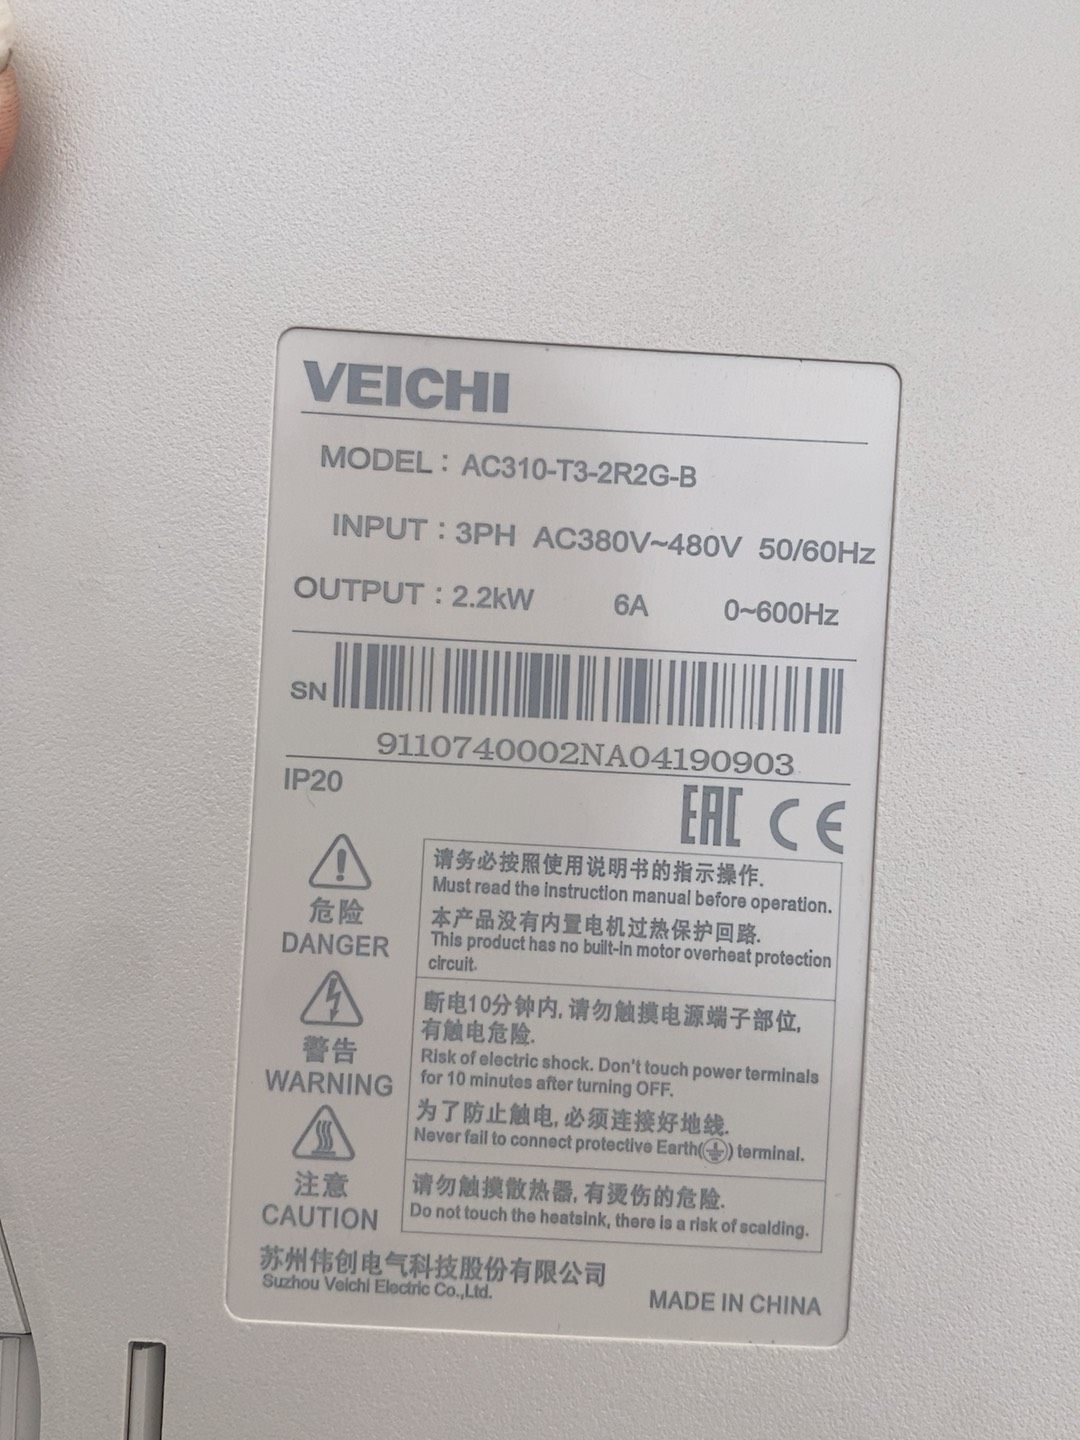 VEICHI
MODEL : AC310-T3-2R2G-B
INPUT : 3PH AC380V~480V 50/60Hz
OUTPUT : 2.2kW 6A 0~600Hz
SN
9110740002NA04190903
IP20
EAC CE
危险
DANGER
请务必按照使用说明书的指示操作.
Must read the instruction manual before operation.
本产品没有内置电机过热保护回路.
This product has no built-in motor overheat protection
circuit.
警告
WARNING
断电10分钟内,请勿触摸电源端子部位,
有触电危险.
Risk of electric shock. Don't touch power terminals
for 10 minutes after turning OFF.
为了防止触电,必须连接好地线.
Never fail to connect protective Earth(⏚) terminal.
注意
CAUTION
请勿触摸散热器,有烫伤的危险.
Do not touch the heatsink, there is a risk of scalding.
苏州伟创电气科技股份有限公司
Suzhou Veichi Electric Co.,Ltd.
MADE IN CHINA